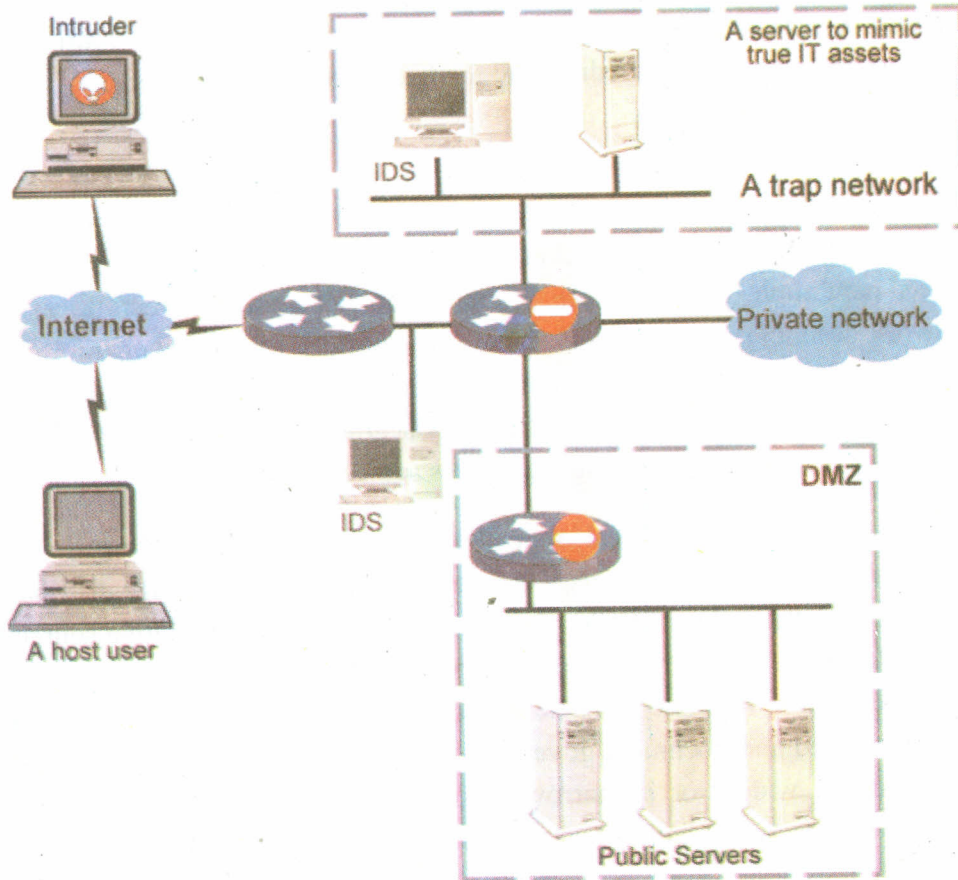 Intruder
A server to mimic
true IT assets
IDS
A trap network
Internet
Private network
IDS
DMZ
A host user
Public Servers